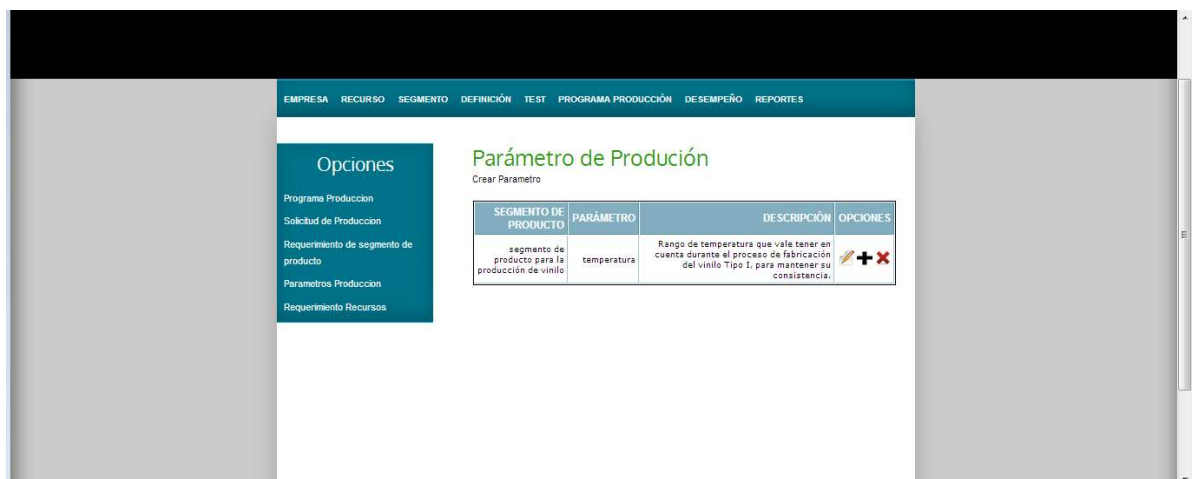 EMPRESA RECURSO SEGMENTO DEFINICIÓN TEST PROGRAMA PRODUCCIÓN DESEMPEÑO REPORTES
Opciones
Programa Produccion
Solicitud de Produccion
Requerimiento de segmento de
producto
Parametros Produccion
Requerimiento Recursos
Parámetro de Produción
Crear Parametro
SEGMENTO DE
PRODUCTO
PARÁMETRO
DESCRIPCIÓN
OPCIONES
segmento de
producto para la
producción de vinilo
temperatura
Rango de temperatura que vale tener en
cuenta durante el proceso de fabricación
del vinilo Tipo I, para mantener su
consistencia.